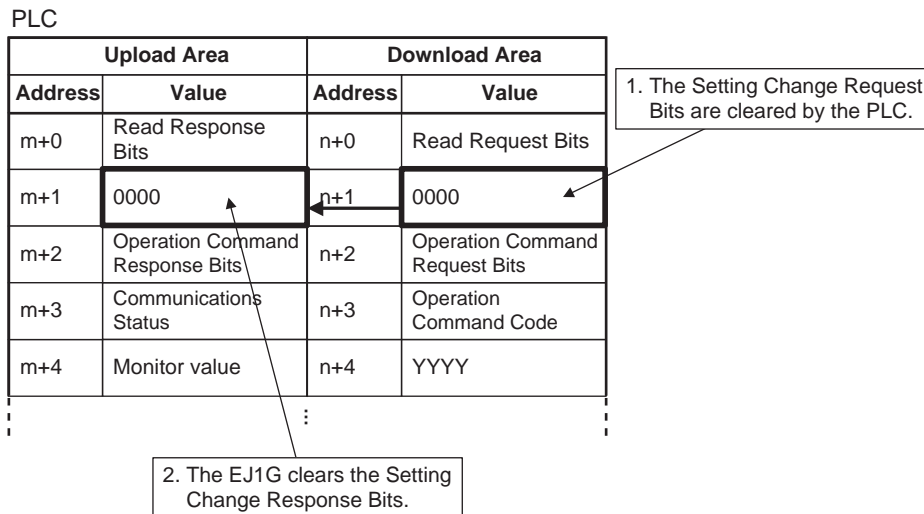 PLC
Upload Area Download Area
Address Value Address Value
m+0 Read Response Bits n+0 Read Request Bits
m+1 0000 n+1 0000
m+2 Operation Command Response Bits n+2 Operation Command Request Bits
m+3 Communications Status n+3 Operation Command Code
m+4 Monitor value n+4 YYYY
1. The Setting Change Request
Bits are cleared by the PLC.
2. The EJ1G clears the Setting
Change Response Bits.